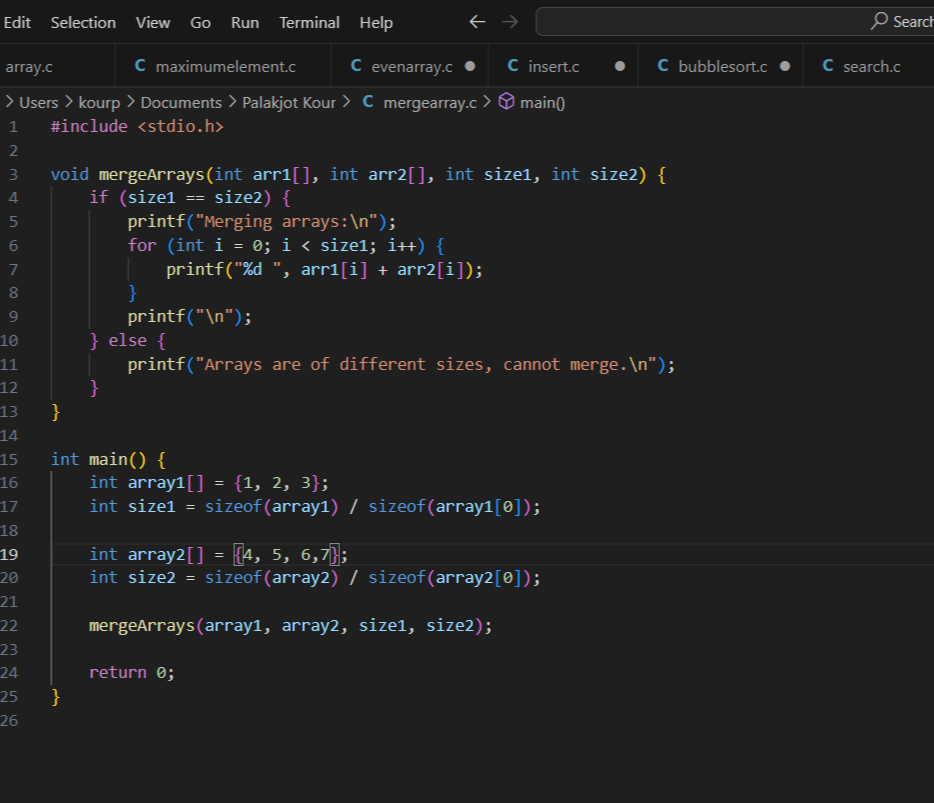 Edit Selection View Go Run Terminal Help Search
array.c C maximumelement.c C evenarray.c C insert.c C bubblesort.c C search.c
> Users > kourp > Documents > Palakjot Kour > C mergearray.c > main()
1 #include <stdio.h>
2
3 void mergeArrays(int arr1[], int arr2[], int size1, int size2) {
4     if (size1 == size2) {
5         printf("Merging arrays:\n");
6         for (int i = 0; i < size1; i++) {
7             printf("%d ", arr1[i] + arr2[i]);
8         }
9         printf("\n");
10     } else {
11         printf("Arrays are of different sizes, cannot merge.\n");
12     }
13 }
14
15 int main() {
16     int array1[] = {1, 2, 3};
17     int size1 = sizeof(array1) / sizeof(array1[0]);
18
19     int array2[] = {4, 5, 6,7};
20     int size2 = sizeof(array2) / sizeof(array2[0]);
21
22     mergeArrays(array1, array2, size1, size2);
23
24     return 0;
25 }
26